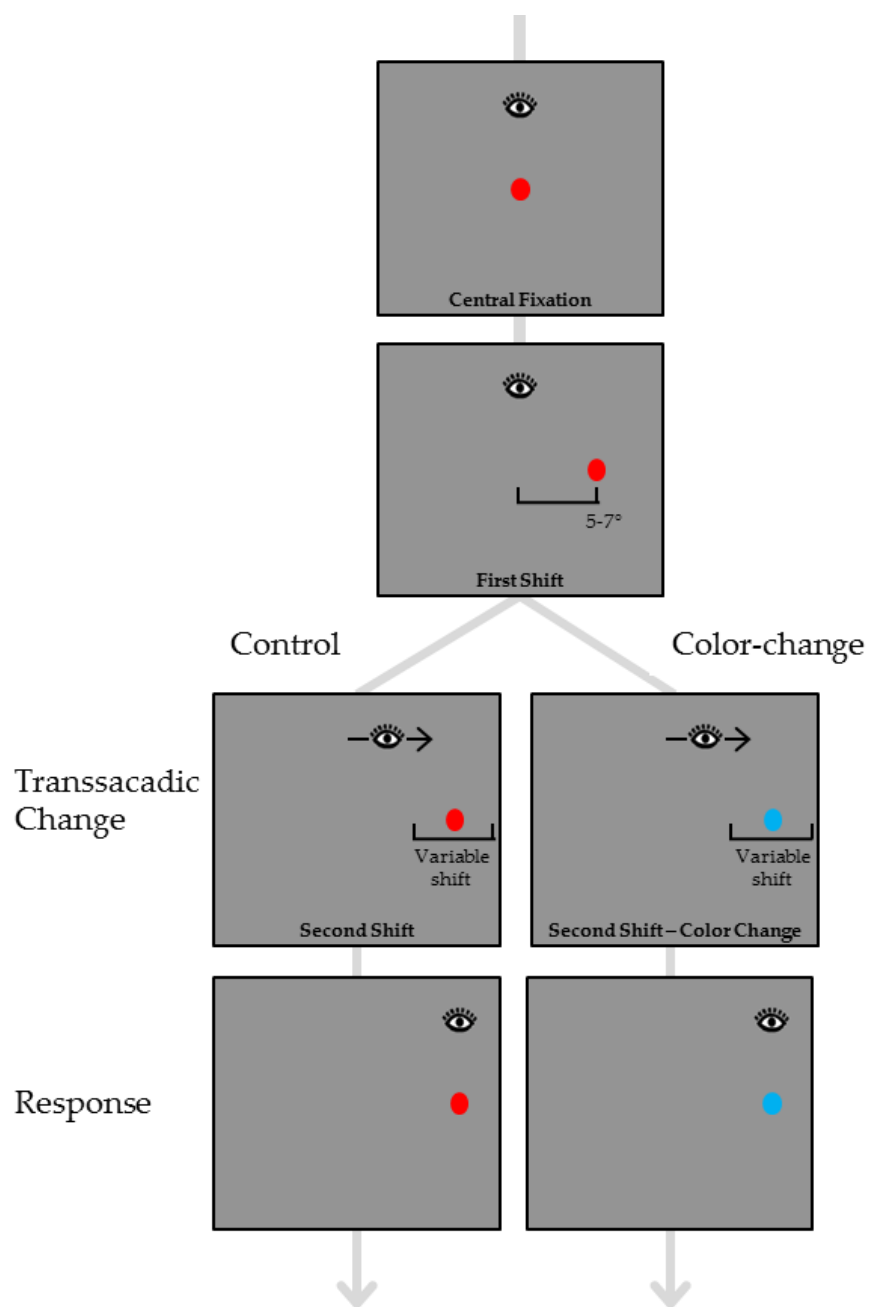 Central Fixation
5-7°
First Shift
Control
Color-change
Transsacadic
Change
Variable
shift
Second Shift
Variable
shift
Second Shift – Color Change
Response